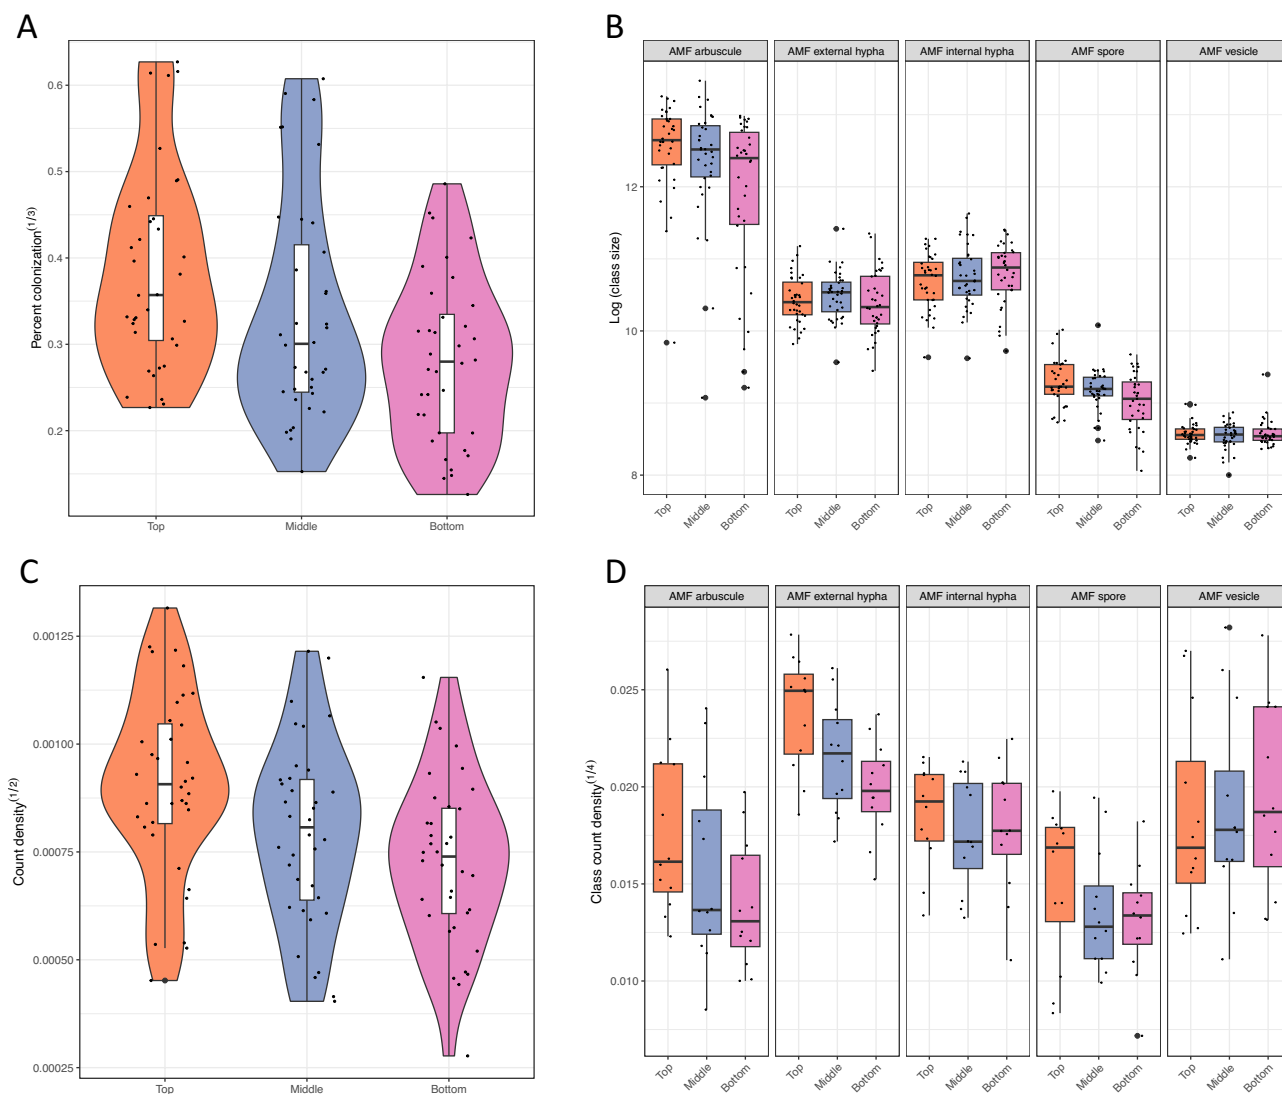 A
Percent colonization(1/3)
0.6
0.5
0.4
0.3
0.2
Top Middle Bottom
B
AMF arbuscule AMF external hypha AMF internal hypha AMF spore AMF vesicle
Log (class size)
12
10
8
Top Middle Bottom Top Middle Bottom Top Middle Bottom Top Middle Bottom Top Middle Bottom
C
Count density(1/2)
0.00125
0.00100
0.00075
0.00050
0.00025
Top Middle Bottom
D
AMF arbuscule AMF external hypha AMF internal hypha AMF spore AMF vesicle
Class count density(1/4)
0.025
0.020
0.015
0.010
Top Middle Bottom Top Middle Bottom Top Middle Bottom Top Middle Bottom Top Middle Bottom